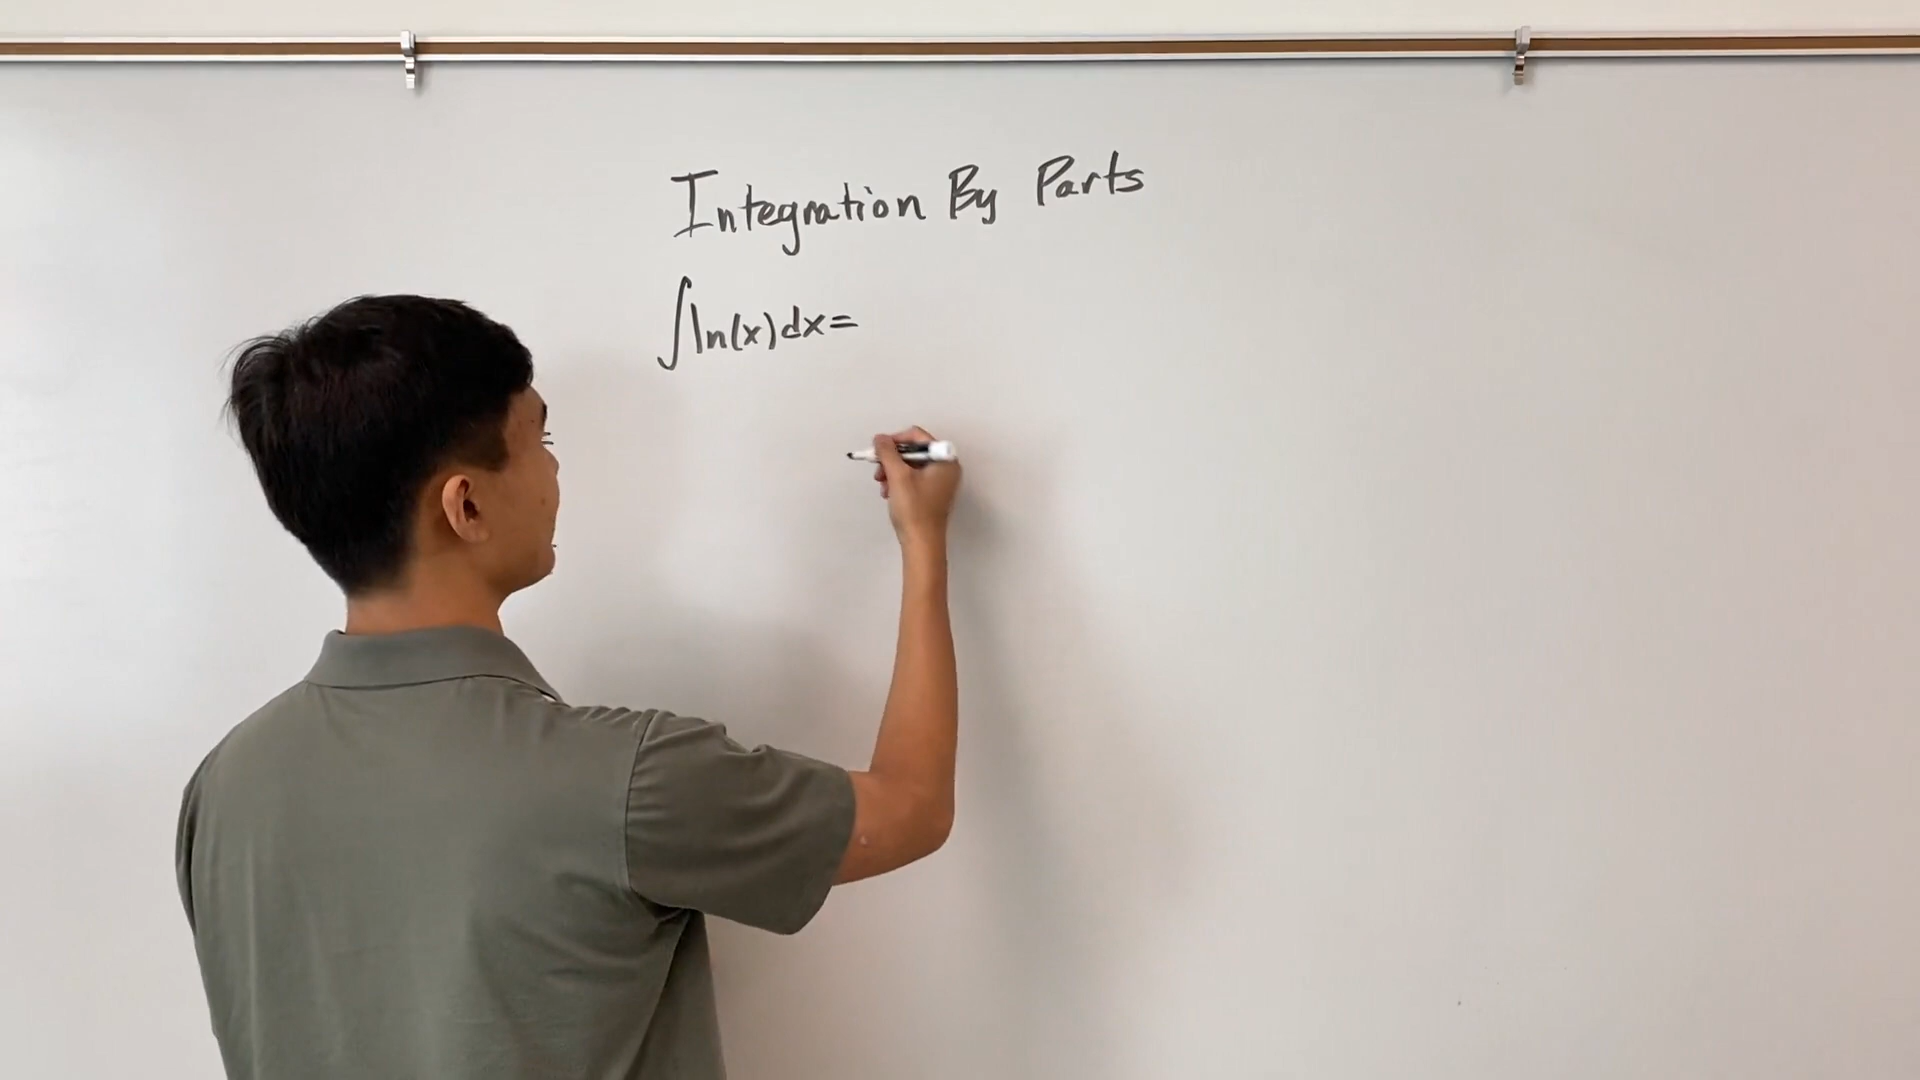 Integration By Parts
∫ln(x)dx=